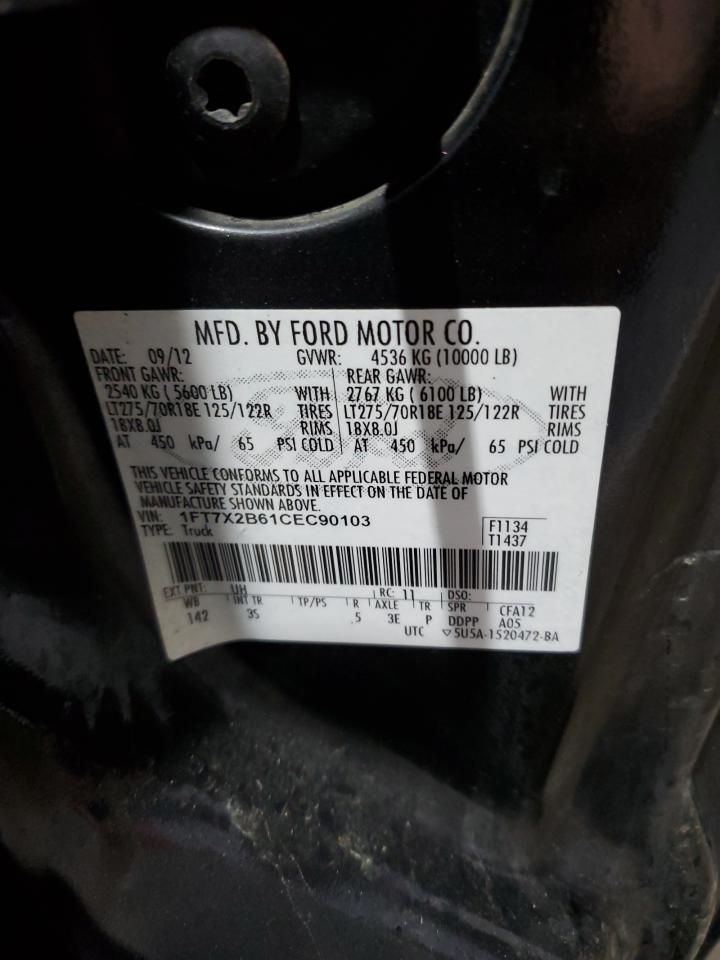 MFD. BY FORD MOTOR CO.
DATE: 09/12 GVWR: 4536 KG (10000 LB)
FRONT GAWR: REAR GAWR:
2540 KG ( 5600 LB) WITH 2767 KG ( 6100 LB) WITH
LT275/70R18E 125/122R TIRES LT275/70R18E 125/122R TIRES
18X8.0J RIMS 18X8.0J RIMS
AT 450 kPa/ 65 PSI COLD AT 450 kPa/ 65 PSI COLD
THIS VEHICLE CONFORMS TO ALL APPLICABLE FEDERAL MOTOR
VEHICLE SAFETY STANDARDS IN EFFECT ON THE DATE OF
MANUFACTURE SHOWN ABOVE.
VIN: 1FT7X2B61CEC90103 F1134
TYPE: Truck T1437
EXT PNT: UH RC: 11 DSO:
WB INT TR TP/PS R AXLE TR SPR CFA12
142 3S 5 3E P DDPP A05
UTC ▽5U5A-1520472-BA